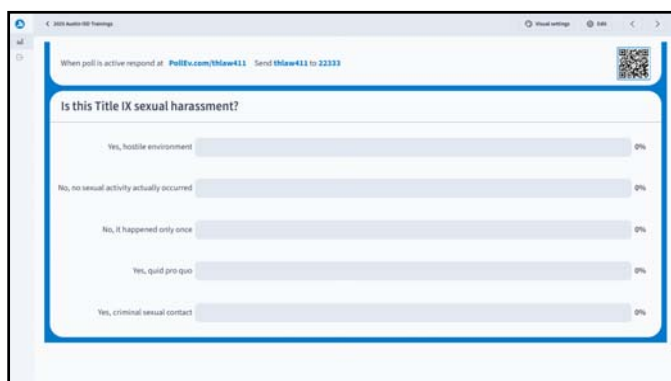 2025 Austin ISD Trainings
Visual settings
Edit
When poll is active respond at PollEv.com/thlaw411 Send thlaw411 to 22333
Is this Title IX sexual harassment?
Yes, hostile environment 0%
No, no sexual activity actually occurred 0%
No, it happened only once 0%
Yes, quid pro quo 0%
Yes, criminal sexual contact 0%